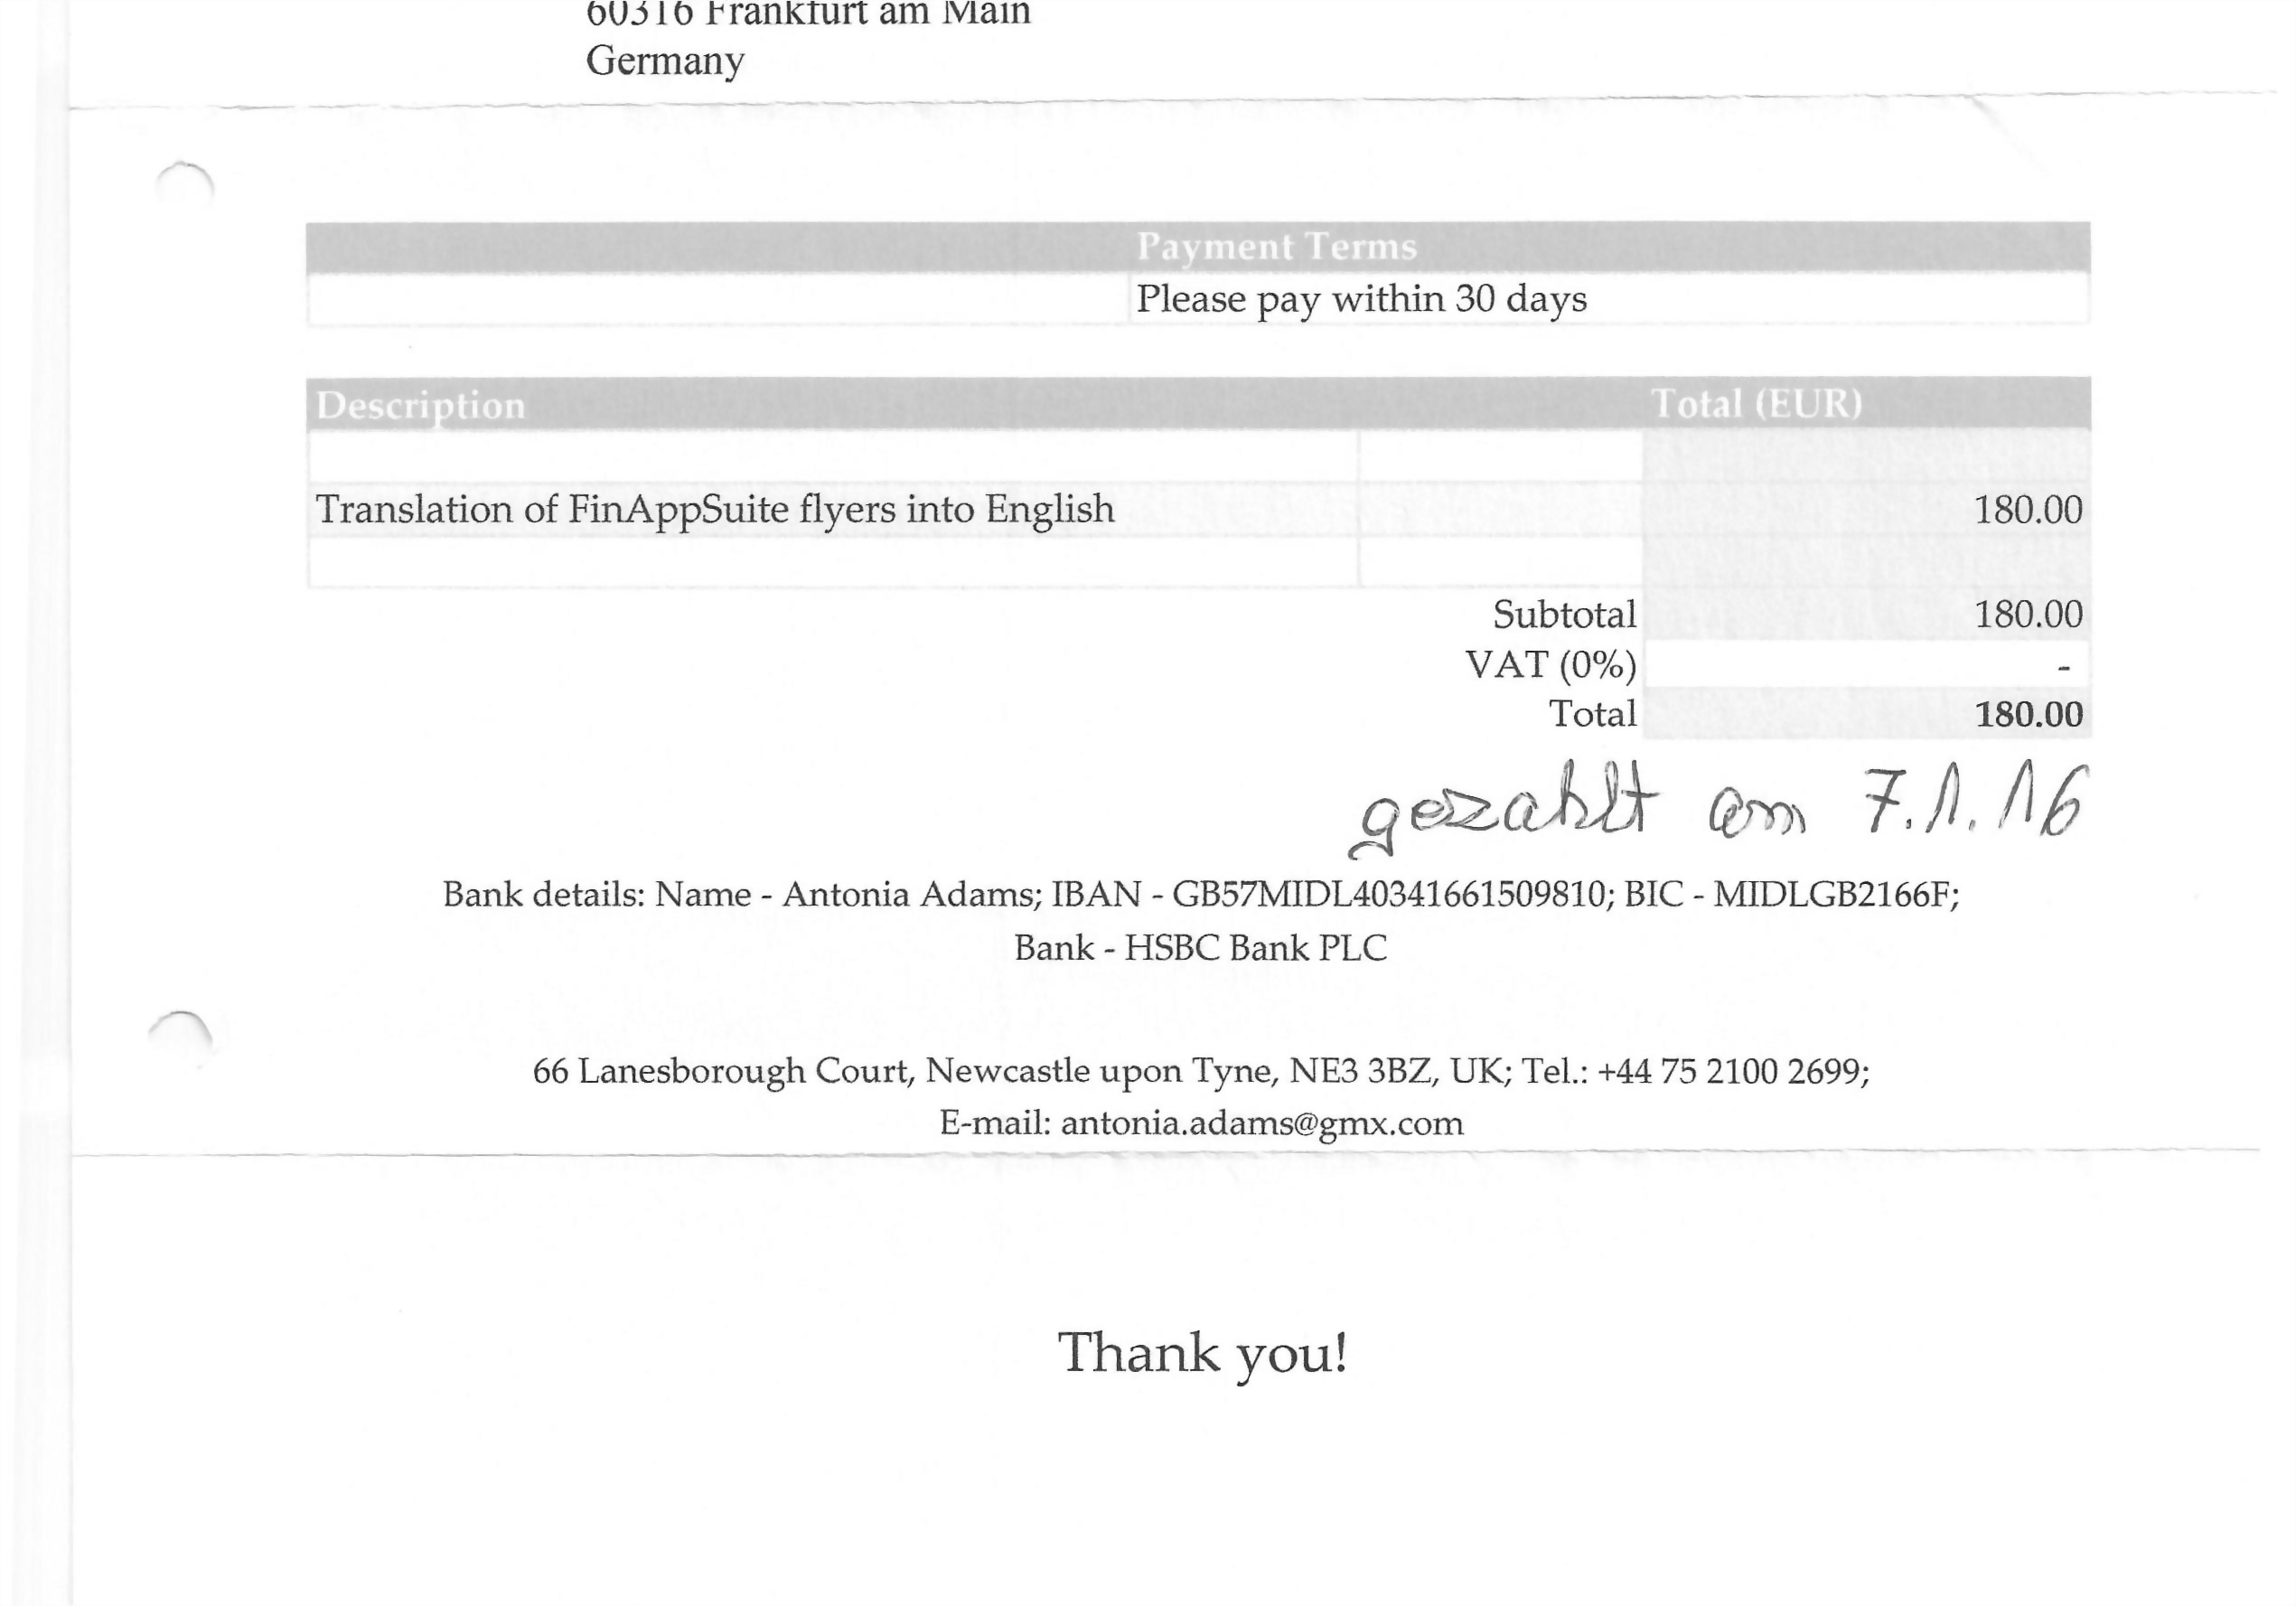 60316 Frankfurt am Main
Germany
Payment Terms
Please pay within 30 days
Description Total (EUR)
Translation of FinAppSuite flyers into English 180.00
Subtotal 180.00
VAT (0%) -
Total 180.00
gezahlt am 7.1.16
Bank details: Name - Antonia Adams; IBAN - GB57MIDL40341661509810; BIC - MIDLGB2166F;
Bank - HSBC Bank PLC
66 Lanesborough Court, Newcastle upon Tyne, NE3 3BZ, UK; Tel.: +44 75 2100 2699;
E-mail: antonia.adams@gmx.com
Thank you!